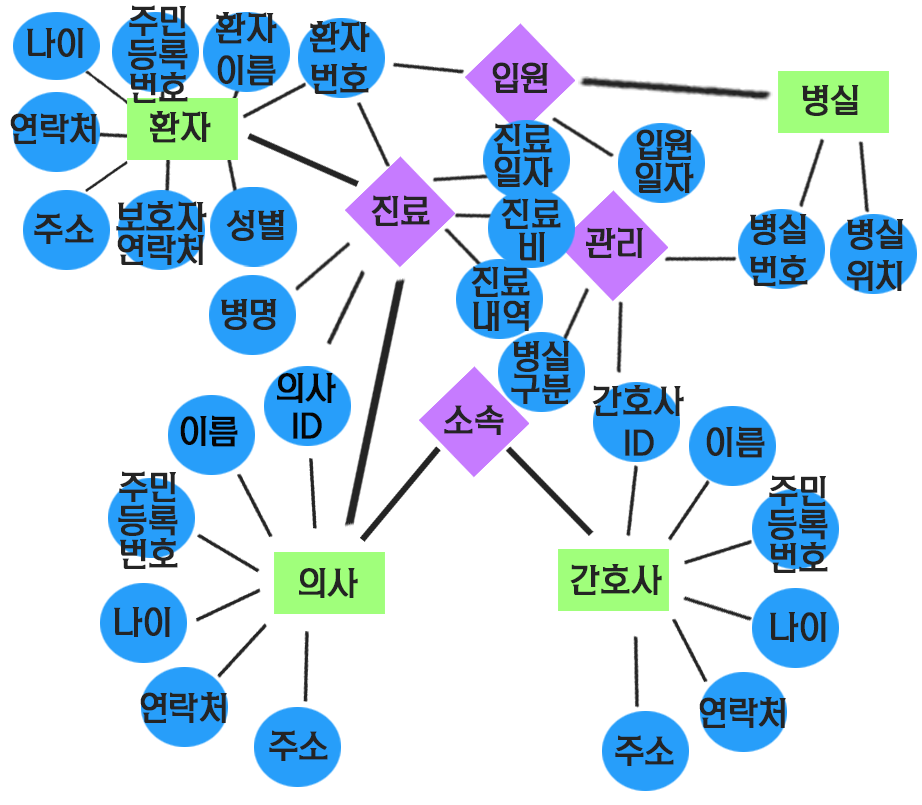 나이
주민
등록
번호
환자
이름
환자
번호
입원
병실
연락처
환자
진료
일자
입원
일자
주소
보호자
연락처
성별
진료
진료
비
관리
병실
번호
병실
위치
병명
진료
내역
병실
구분
의사
ID
이름
소속
간호사
ID
이름
주민
등록
번호
주민
등록
번호
의사
간호사
나이
나이
연락처
연락처
주소
주소